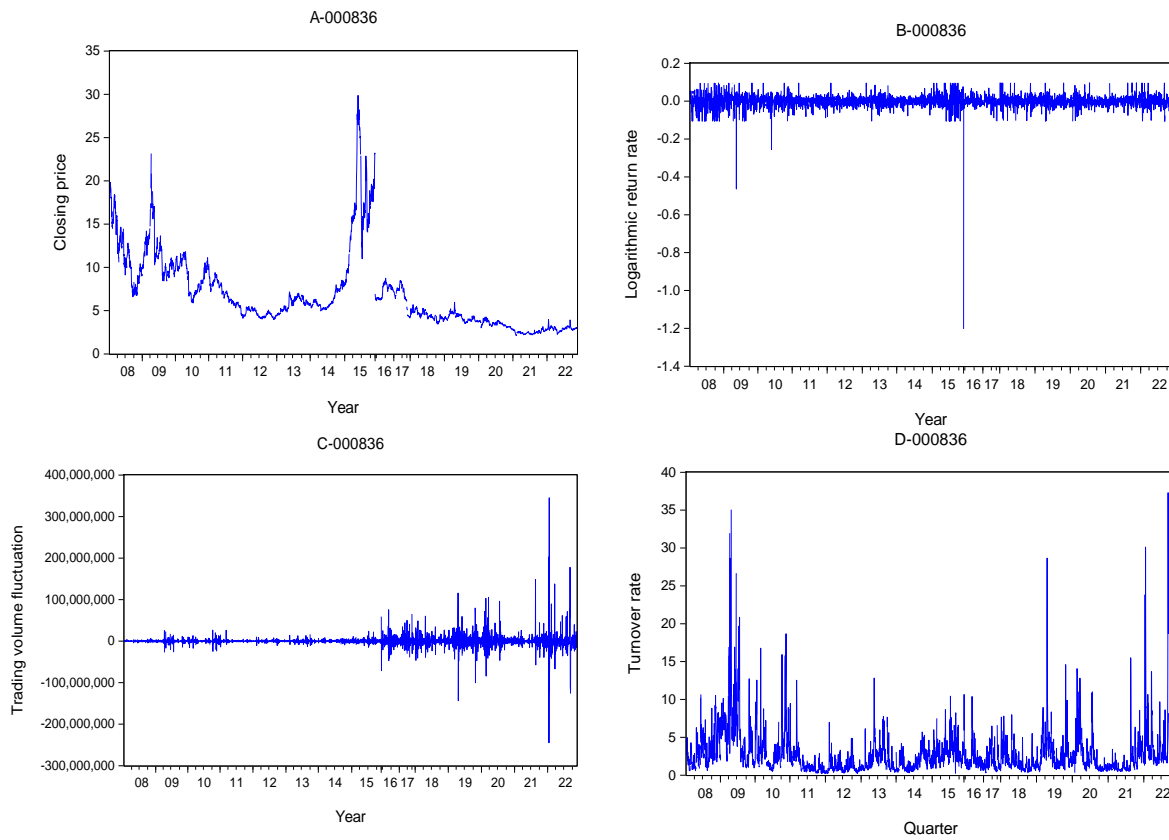 A-000836
Closing price
35
30
25
20
15
10
5
0
08 09 10 11 12 13 14 15 16 17 18 19 20 21 22
Year
B-000836
Logarithmic return rate
0.2
0.0
-0.2
-0.4
-0.6
-0.8
-1.0
-1.2
-1.4
08 09 10 11 12 13 14 15 16 17 18 19 20 21 22
Year
C-000836
Trading volume fluctuation
400,000,000
300,000,000
200,000,000
100,000,000
0
-100,000,000
-200,000,000
-300,000,000
08 09 10 11 12 13 14 15 16 17 18 19 20 21 22
Year
D-000836
Turnover rate
40
35
30
25
20
15
10
5
0
08 09 10 11 12 13 14 15 16 17 18 19 20 21 22
Quarter